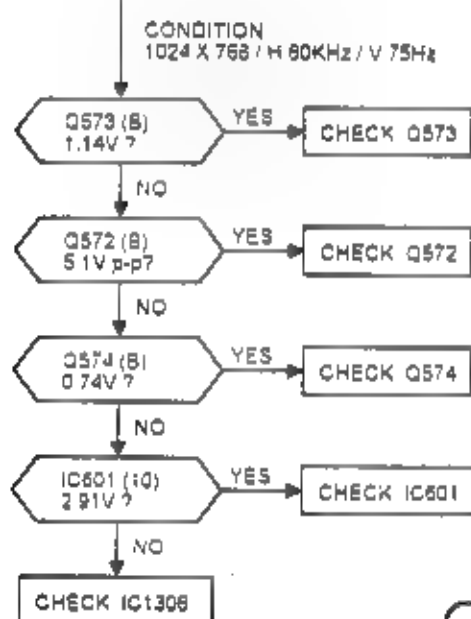 CONDITION
1024 X 768 / H 60KHz / V 75Hz
Q573 (B)
1.14V ?
YES
CHECK Q573
NO
Q572 (B)
5.1V p-p?
YES
CHECK Q572
NO
Q574 (B)
0.74V ?
YES
CHECK Q574
NO
IC601 (10)
2.91V ?
YES
CHECK IC601
NO
CHECK IC1306